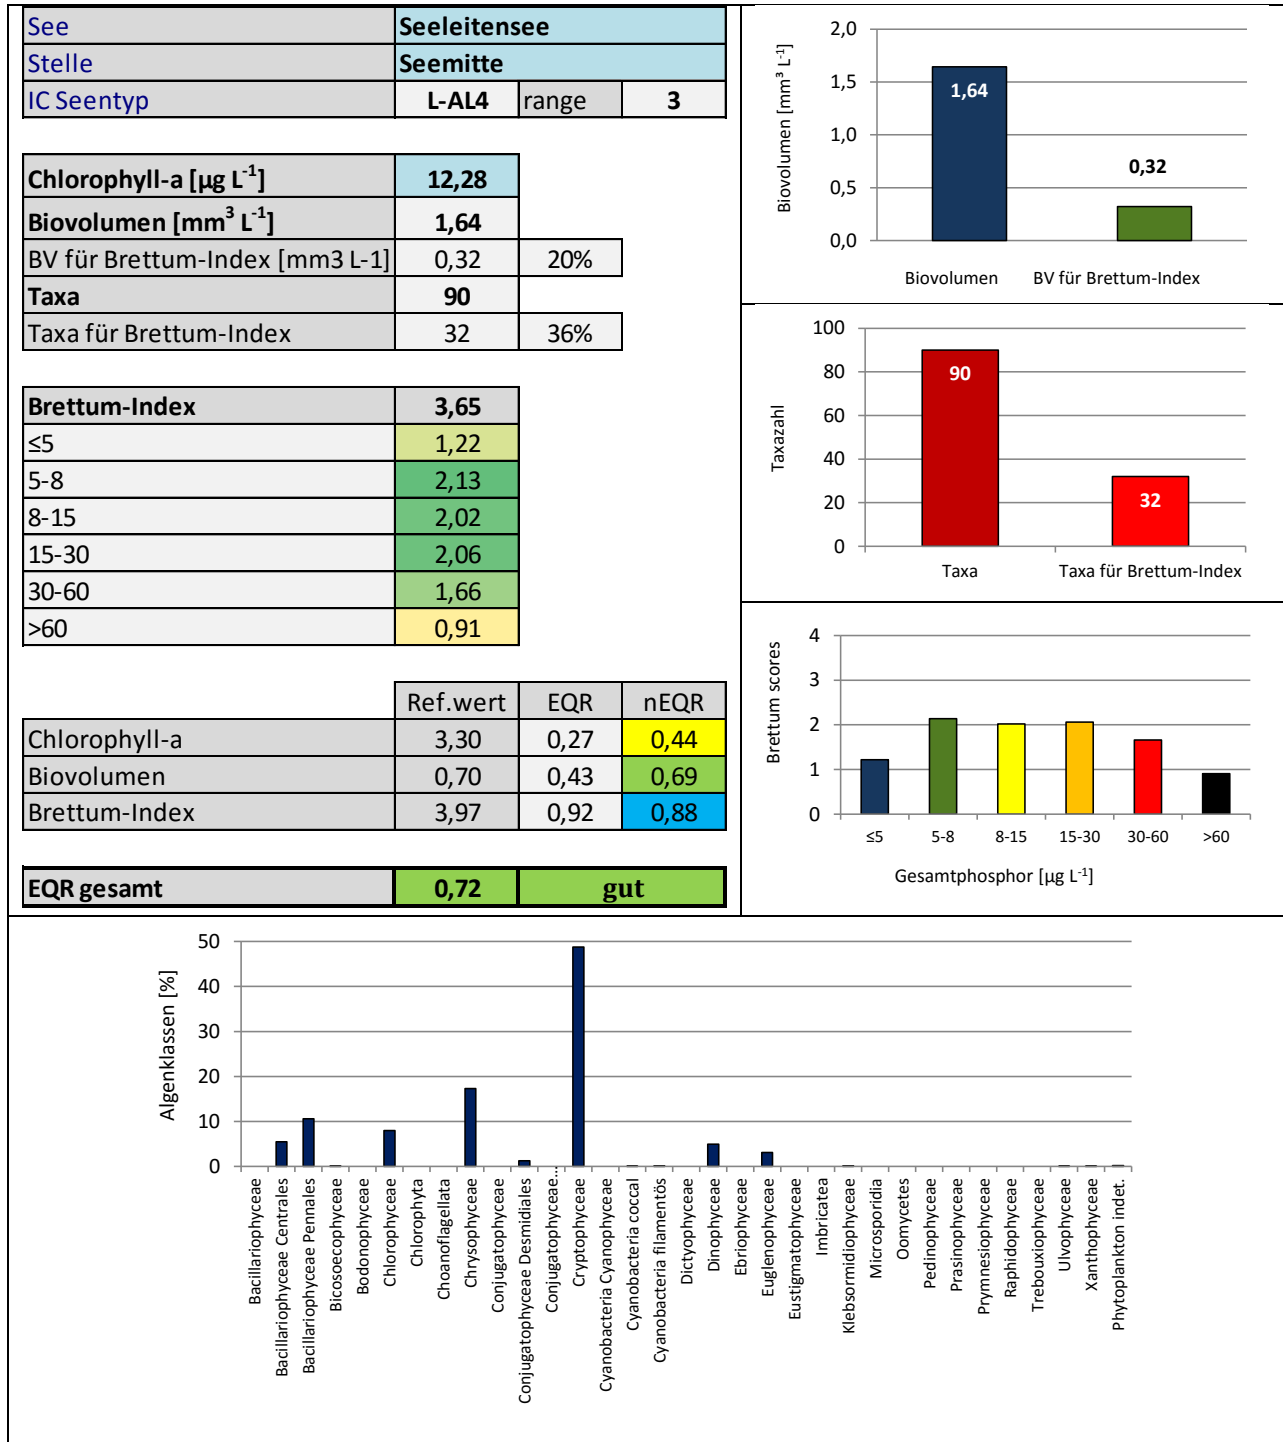 See Seeleitensee
Stelle Seemitte
IC Seentyp L-AL4 range 3
Chlorophyll-a [µg L⁻¹] 12,28
Biovolumen [mm³ L⁻¹] 1,64
BV für Brettum-Index [mm3 L-1] 0,32 20%
Taxa 90
Taxa für Brettum-Index 32 36%
Brettum-Index 3,65
≤5 1,22
5-8 2,13
8-15 2,02
15-30 2,06
30-60 1,66
>60 0,91
Ref.wert EQR nEQR
Chlorophyll-a 3,30 0,27 0,44
Biovolumen 0,70 0,43 0,69
Brettum-Index 3,97 0,92 0,88
EQR gesamt 0,72 gut
Biovolumen [mm³ L⁻¹]
2,0
1,5
1,0
0,5
0,0
1,64
0,32
Biovolumen BV für Brettum-Index
Taxazahl
100
80
60
40
20
0
90
32
Taxa Taxa für Brettum-Index
Brettum scores
4
3
2
1
0
≤5 5-8 8-15 15-30 30-60 >60
Gesamtphosphor [µg L⁻¹]
Algenklassen [%]
50
40
30
20
10
0
Bacillariophyceae
Bacillariophyceae Centrales
Bacillariophyceae Pennales
Bicosoecophyceae
Bodonophyceae
Chlorophyceae
Chlorophyta
Choanoflagellata
Chrysophyceae
Conjugatophyceae
Conjugatophyceae Desmidiales
Conjugatophyceae…
Cryptophyceae
Cyanobacteria Cyanophyceae
Cyanobacteria coccal
Cyanobacteria filamentös
Dictyophyceae
Dinophyceae
Ebriophyceae
Euglenophyceae
Eustigmatophyceae
Imbricatea
Klebsormidiophyceae
Microsporidia
Oomycetes
Pedinophyceae
Prasinophyceae
Prymnesiophyceae
Raphidophyceae
Trebouxiophyceae
Ulvophyceae
Xanthophyceae
Phytoplankton indet.